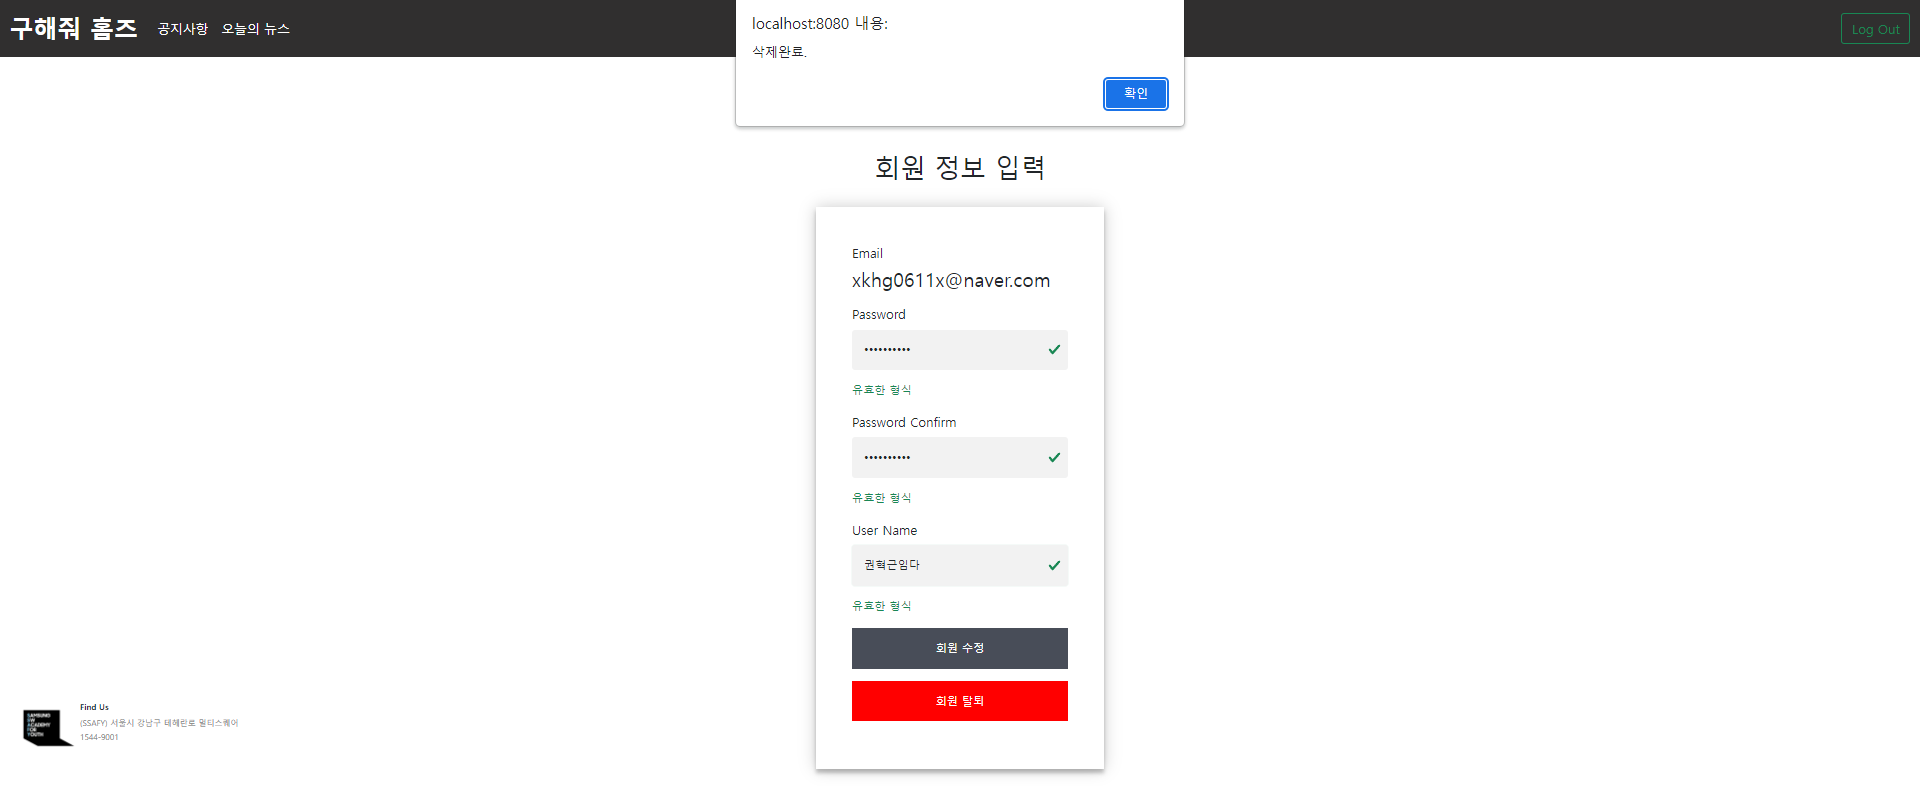 구해줘 홈즈
공지사항
오늘의 뉴스
localhost:8080 내용:
삭제완료.
확인
Log Out
회원 정보 입력
Email
xkhg0611x@naver.com
Password
••••••••••
유효한 형식
Password Confirm
••••••••••
유효한 형식
User Name
권혁근임다
유효한 형식
회원 수정
회원 탈퇴
SAMSUNG
SW
ACADEMY
FOR
YOUTH
Find Us
(SSAFY) 서울시 강남구 테헤란로 멀티스퀘어
1544-9001